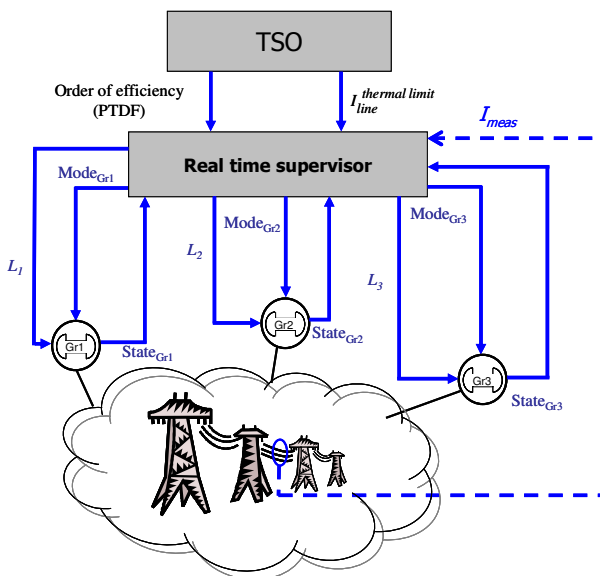 TSO
Order of efficiency
(PTDF)
I_line^thermal limit
I_meas
Real time supervisor
Mode_Gr1
Mode_Gr2
Mode_Gr3
L_1
L_2
L_3
Gr1
Gr2
Gr3
State_Gr1
State_Gr2
State_Gr3